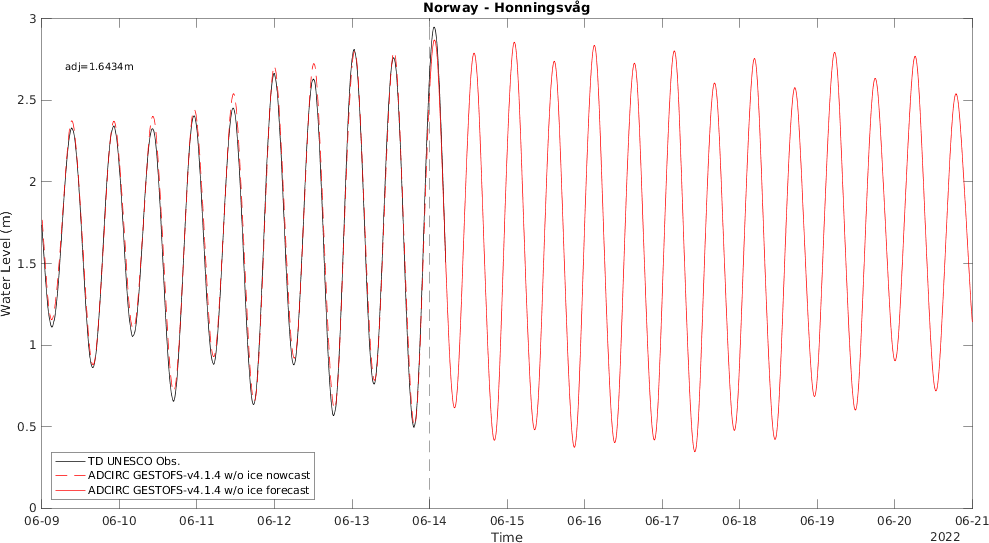 Norway - Honningsvåg
adj=1.6434m
3
2.5
2
1.5
1
0.5
0
Water Level (m)
TD UNESCO Obs.
ADCIRC GESTOFS-v4.1.4 w/o ice nowcast
ADCIRC GESTOFS-v4.1.4 w/o ice forecast
06-09 06-10 06-11 06-12 06-13 06-14 06-15 06-16 06-17 06-18 06-19 06-20 06-21
Time
2022